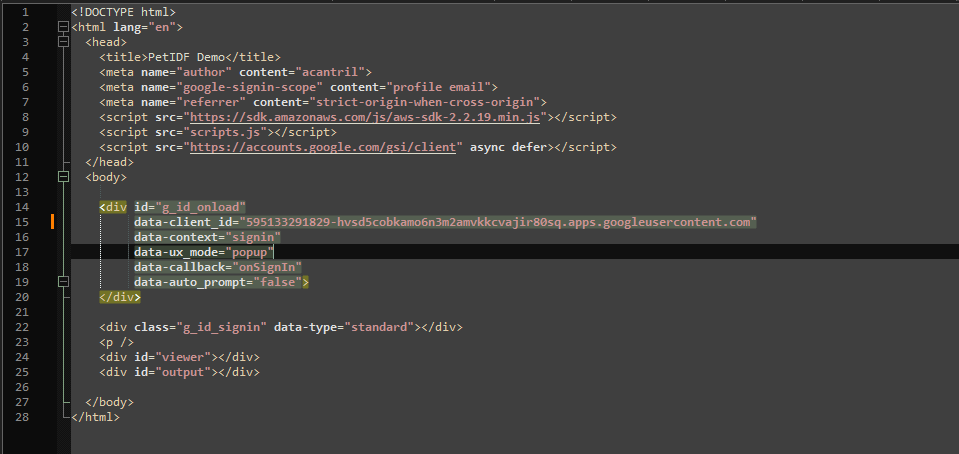 1 <!DOCTYPE html>
2 <html lang="en">
3 <head>
4 <title>PetIDF Demo</title>
5 <meta name="author" content="acantril">
6 <meta name="google-signin-scope" content="profile email">
7 <meta name="referrer" content="strict-origin-when-cross-origin">
8 <script src="https://sdk.amazonaws.com/js/aws-sdk-2.2.19.min.js"></script>
9 <script src="scripts.js"></script>
10 <script src="https://accounts.google.com/gsi/client" async defer></script>
11 </head>
12 <body>
13
14 <div id="g_id_onload"
15 data-client_id="595133291829-hvsd5cobkamo6n3m2amvkkcvajir80sq.apps.googleusercontent.com"
16 data-context="signin"
17 data-ux_mode="popup"
18 data-callback="onSignIn"
19 data-auto_prompt="false">
20 </div>
21
22 <div class="g_id_signin" data-type="standard"></div>
23 <p />
24 <div id="viewer"></div>
25 <div id="output"></div>
26
27 </body>
28 </html>